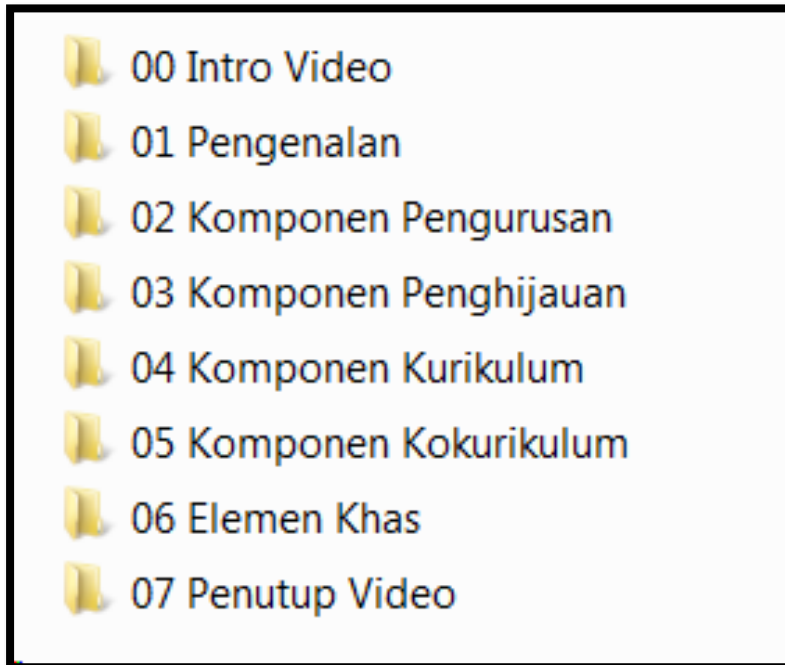 00 Intro Video
01 Pengenalan
02 Komponen Pengurusan
03 Komponen Penghijauan
04 Komponen Kurikulum
05 Komponen Kokurikulum
06 Elemen Khas
07 Penutup Video